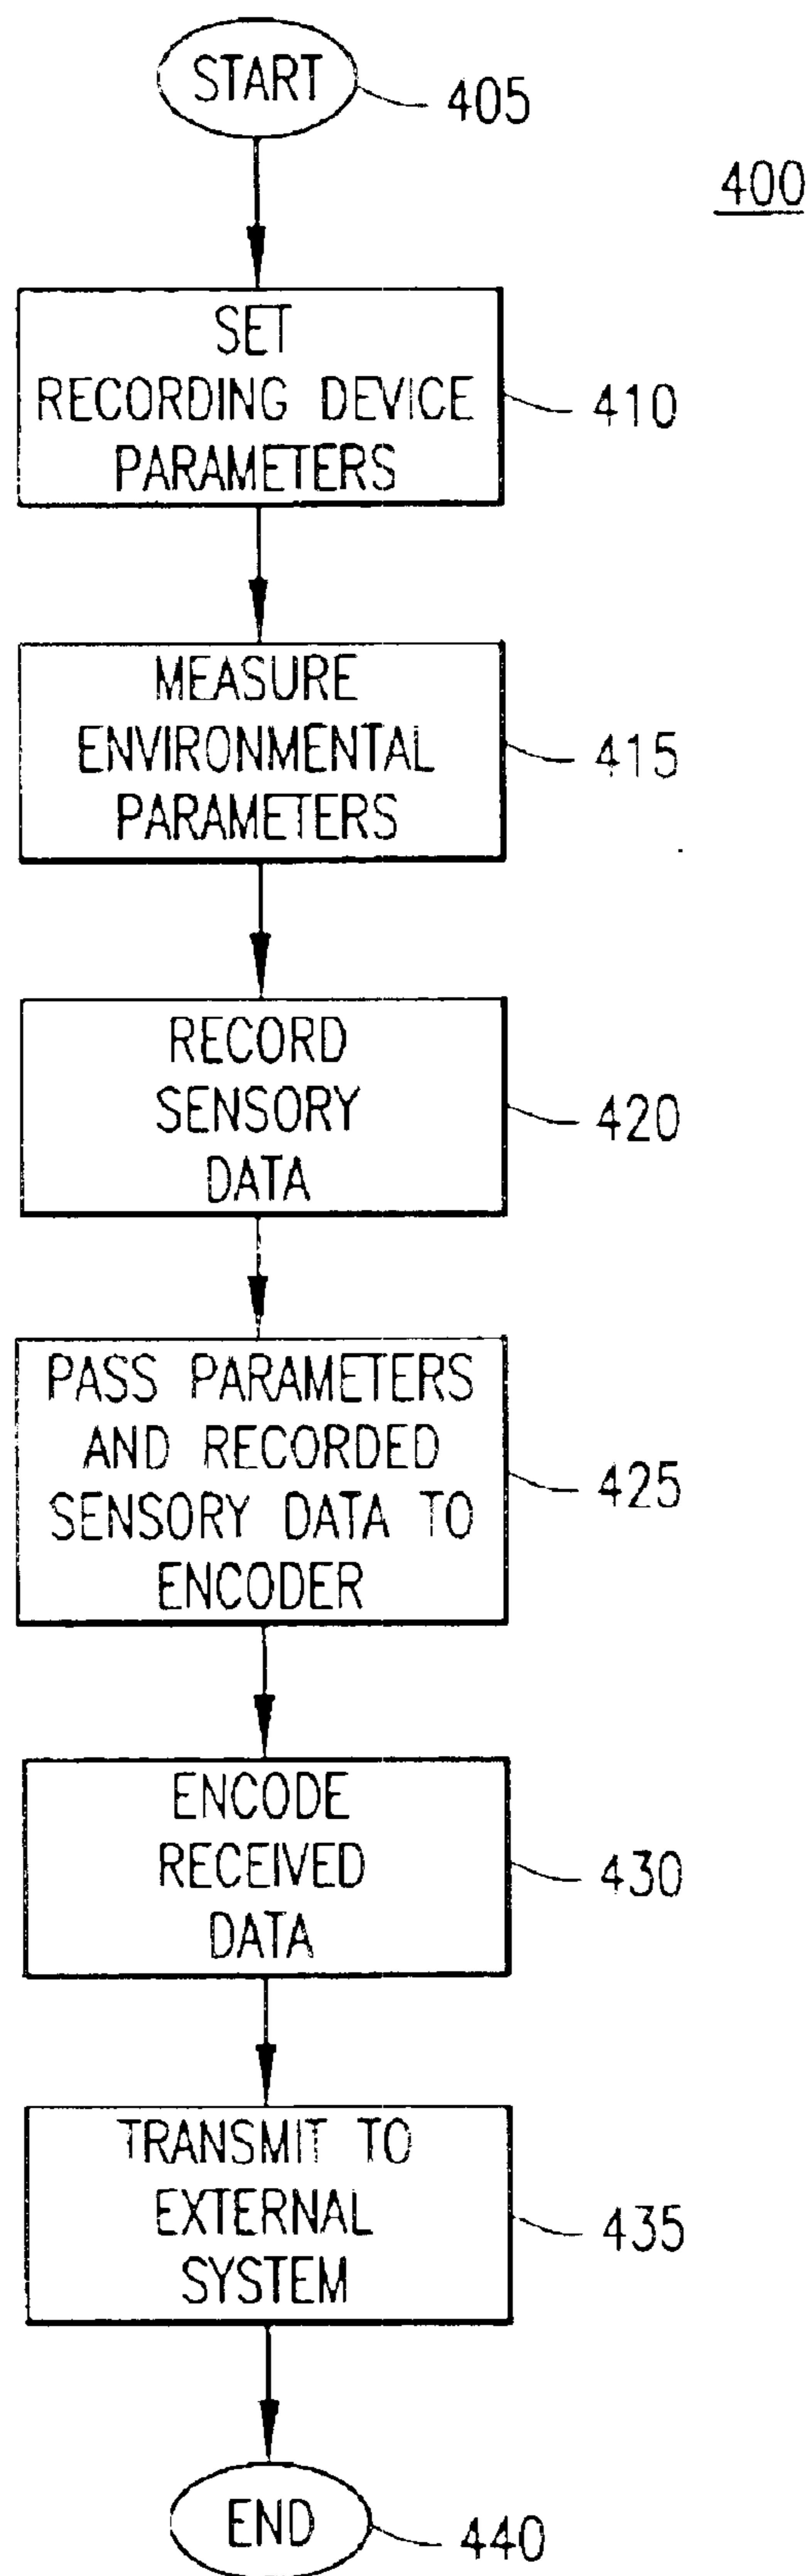 START
405
400
SET
RECORDING DEVICE
PARAMETERS
410
MEASURE
ENVIRONMENTAL
PARAMETERS
415
RECORD
SENSORY
DATA
420
PASS PARAMETERS
AND RECORDED
SENSORY DATA TO
ENCODER
425
ENCODE
RECEIVED
DATA
430
TRANSMIT TO
EXTERNAL
SYSTEM
435
END
440